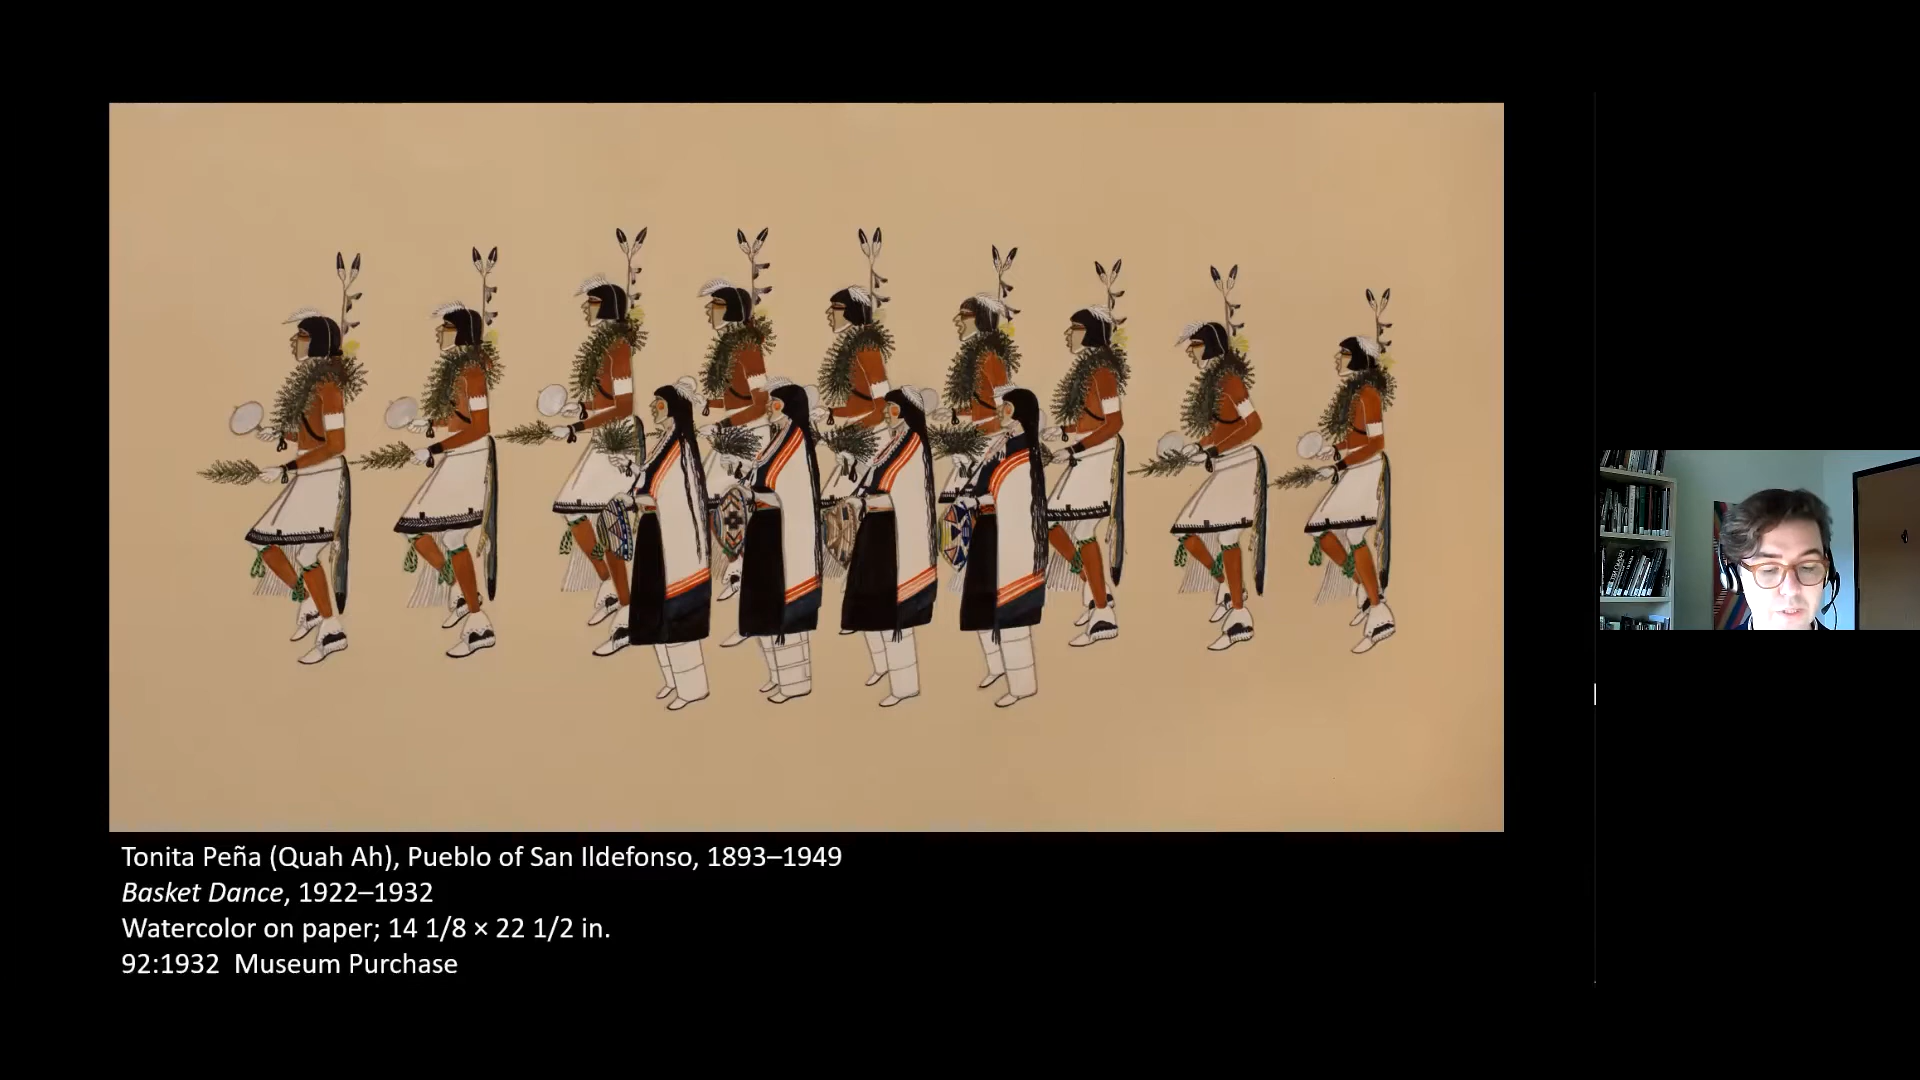 Tonita Peña (Quah Ah), Pueblo of San Ildefonso, 1893–1949
Basket Dance, 1922–1932
Watercolor on paper; 14 1/8 × 22 1/2 in.
92:1932  Museum Purchase